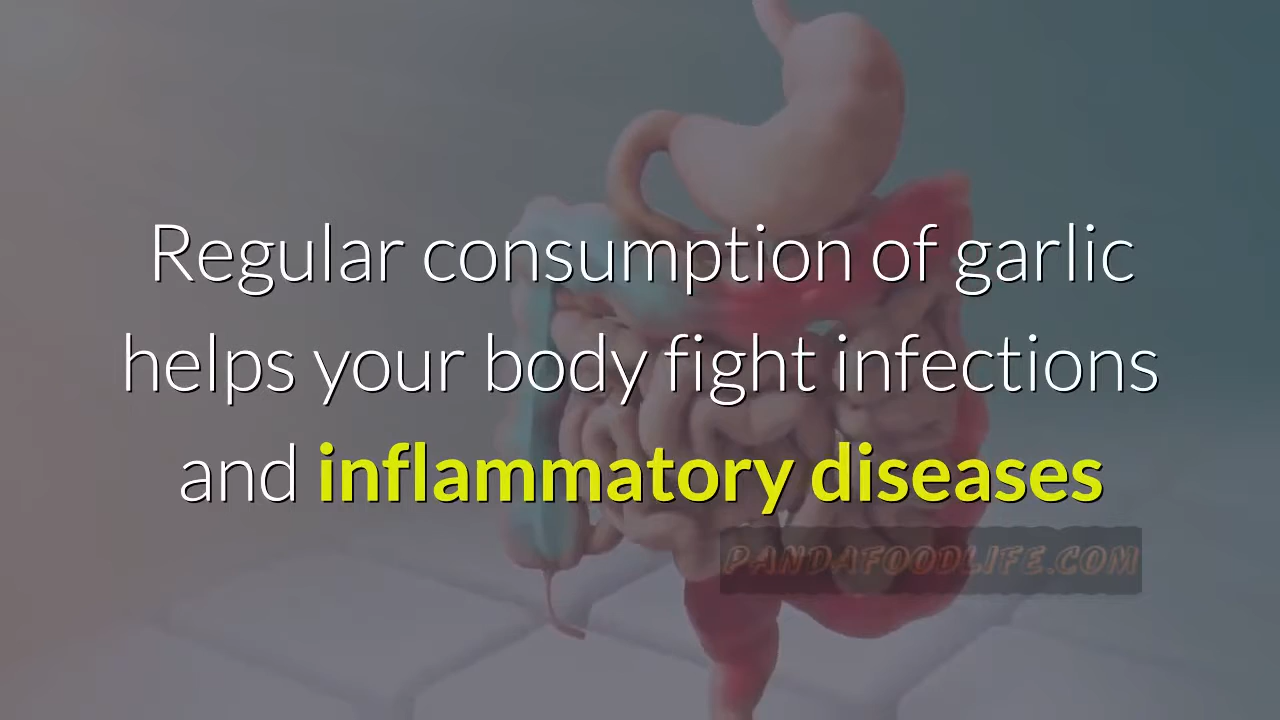 Regular consumption of garlic
helps your body fight infections
and inflammatory diseases
PANDAFOODLIFE.COM